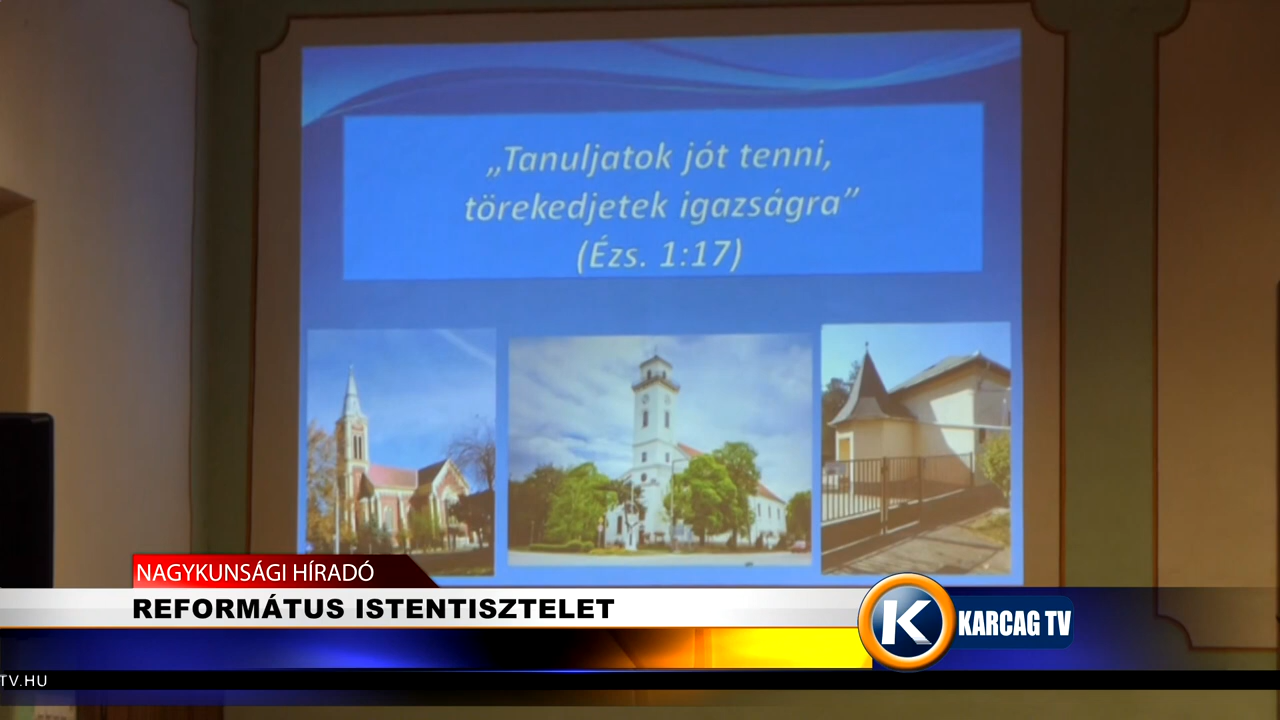 „Tanuljatok jót tenni,
törekedjetek igazságra”
(Ézs. 1:17)
NAGYKUNSÁGI HÍRADÓ
REFORMÁTUS ISTENTISZTELET
K KARCAG TV
TV.HU